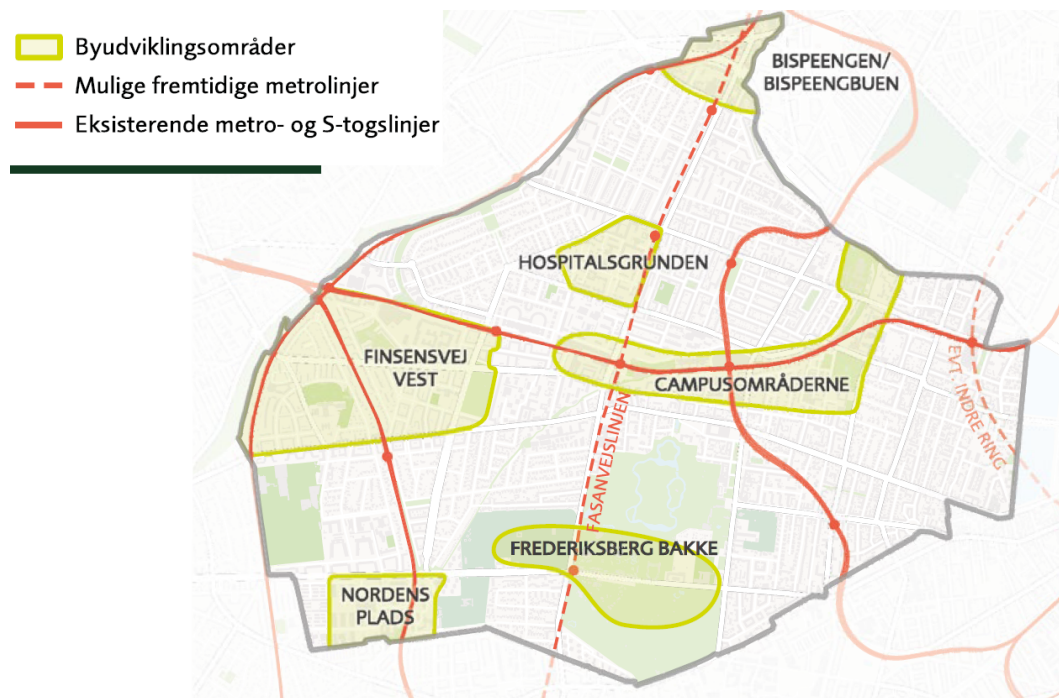 Byudviklingsområder
Mulige fremtidige metrolinjer
Eksisterende metro- og S-togslinjer
BISPEENGEN/
BISPEENGBUEN
HOSPITALSGRUNDEN
FINSENSVEJ
VEST
CAMPUSOMRÅDERNE
EVT. INDRE RING
FASANVEJSLINJEN
FREDERIKSBERG BAKKE
NORDENS
PLADS